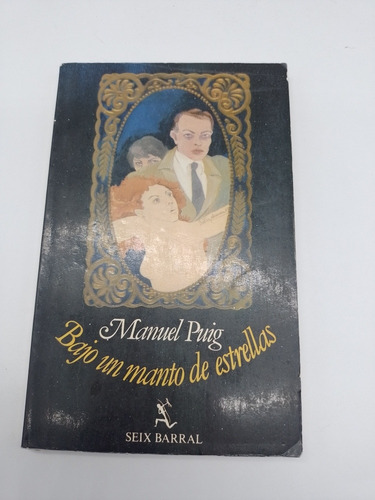 Manuel Puig
Bajo un manto de estrellas
SEIX BARRAL